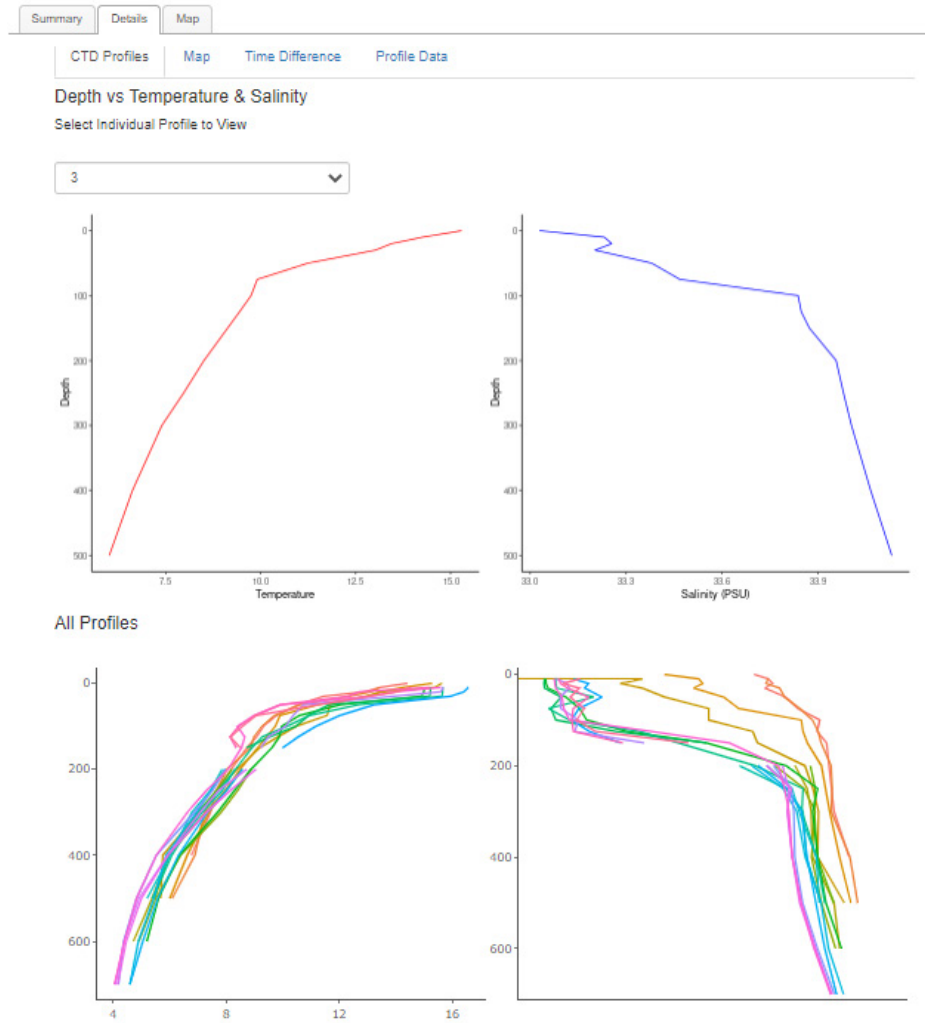 Summary Details Map
CTD Profiles Map Time Difference Profile Data
Depth vs Temperature & Salinity
Select Individual Profile to View
3
0
100
200
300
400
500
Depth
7.5 10.0 12.5 15.0
Temperature
0
100
200
300
400
500
Depth
33.0 33.3 33.6 33.9
Salinity (PSU)
All Profiles
0
200
400
600
4 8 12 16
0
200
400
600